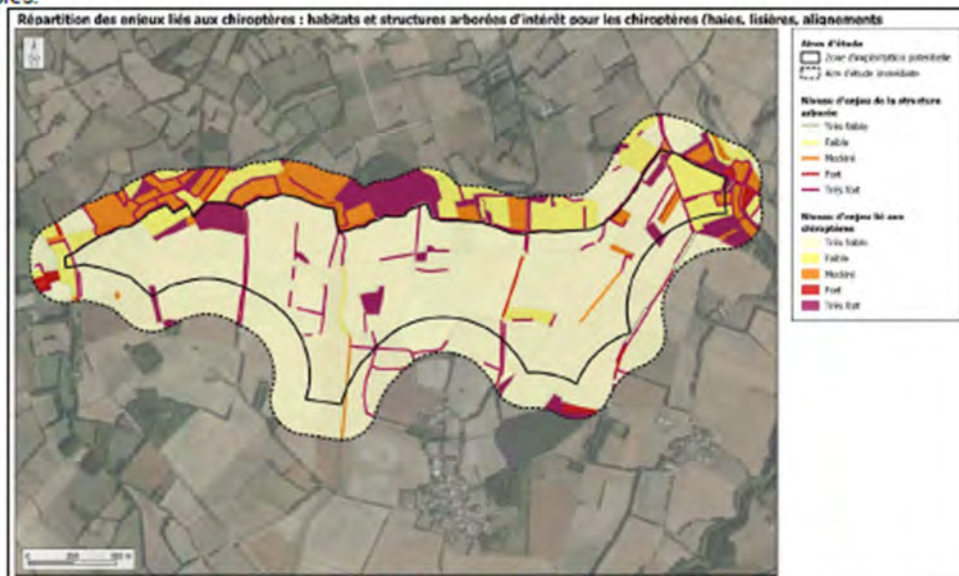 Répartition des enjeux liés aux chiroptères : habitats et structures arborées d'intérêt pour les chiroptères (haies, lisières, alignements
Aires d'étude
Zone d'implantation potentielle
Aire d'étude immédiate
Niveau d'enjeu de la structure
arborée
Très faible
Faible
Modéré
Fort
Très fort
Niveau d'enjeu lié aux
chiroptères
Très faible
Faible
Modéré
Fort
Très fort
0